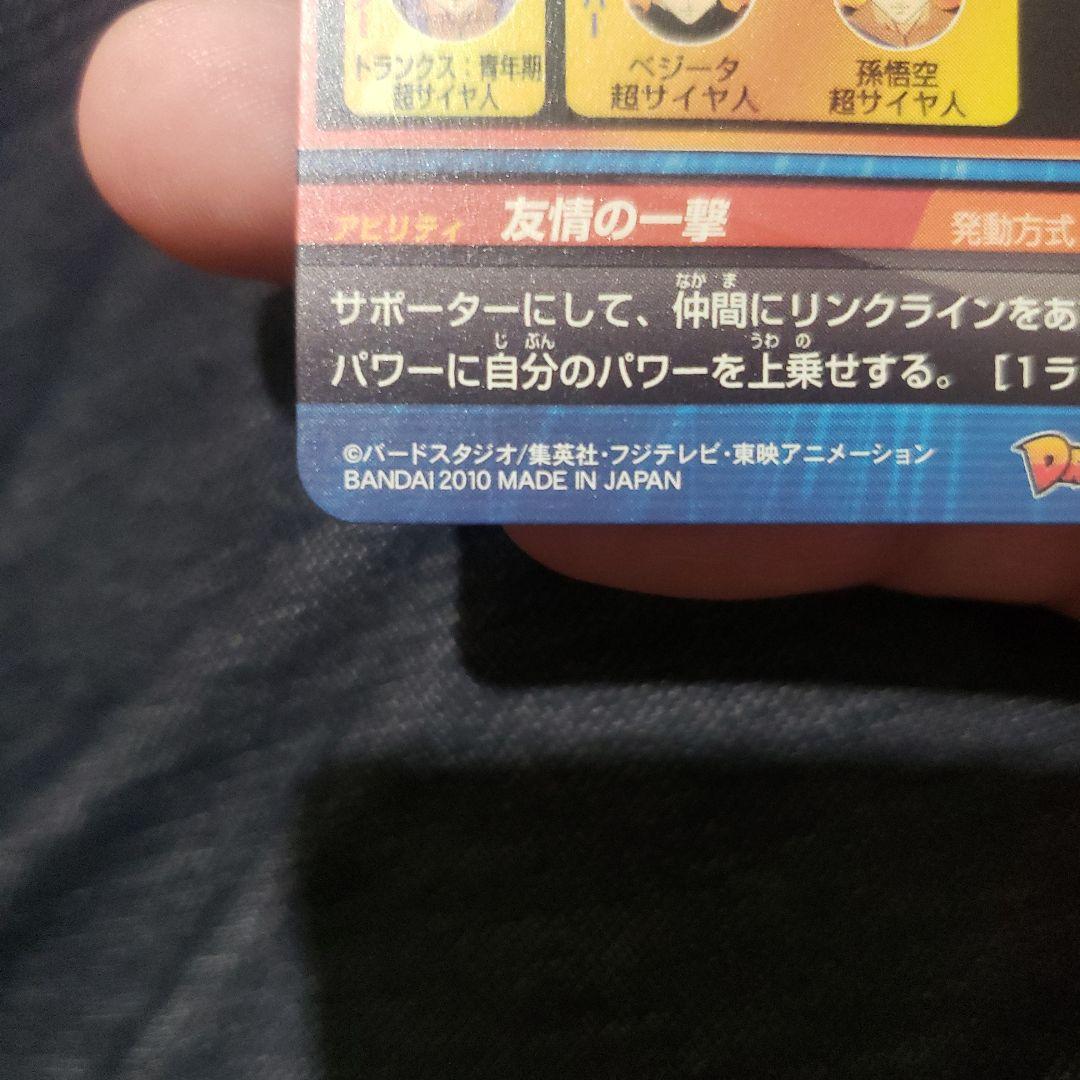 トランクス：青年期
超サイヤ人
ベジータ
超サイヤ人
孫悟空
超サイヤ人
アビリティ 友情の一撃 発動方式
なかま
サポーターにして、仲間にリンクラインをあ
じぶん うわの
パワーに自分のパワーを上乗せする。［1ラ
©バードスタジオ/集英社・フジテレビ・東映アニメーション
BANDAI 2010 MADE IN JAPAN